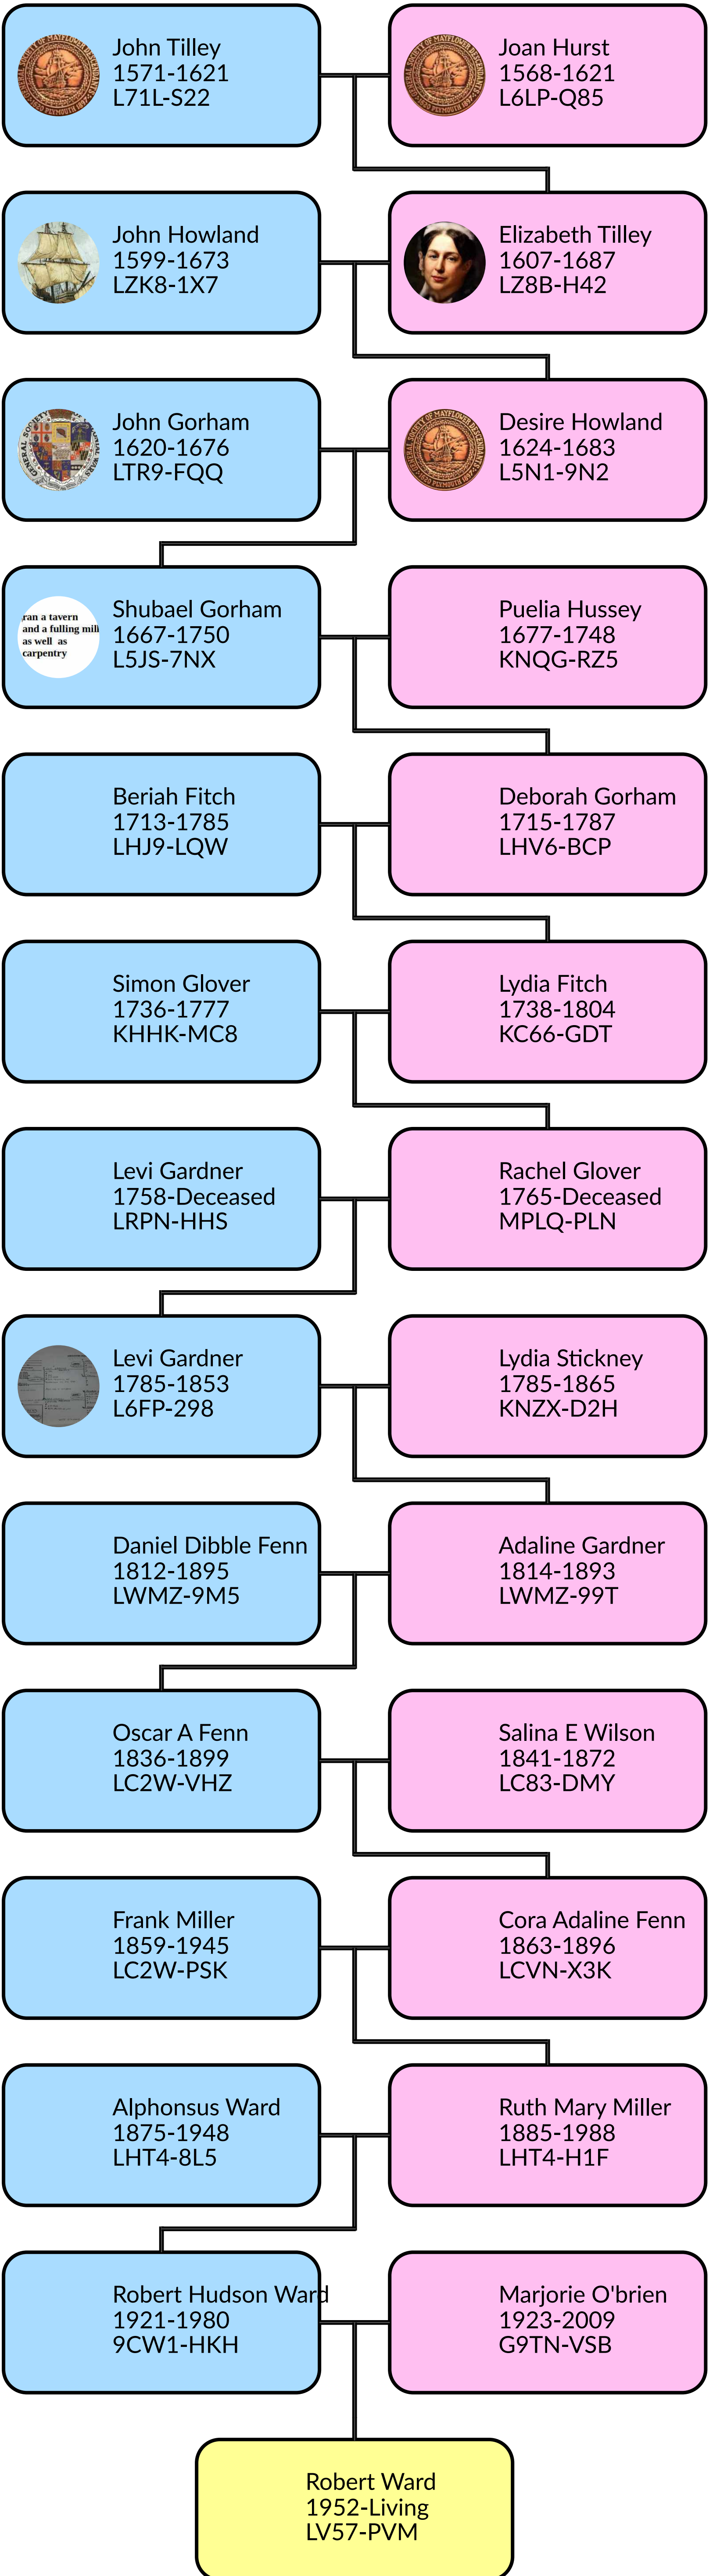 John Tilley
1571-1621
L71L-S22
Joan Hurst
1568-1621
L6LP-Q85
John Howland
1599-1673
LZK8-1X7
Elizabeth Tilley
1607-1687
LZ8B-H42
John Gorham
1620-1676
LTR9-FQQ
Desire Howland
1624-1683
L5N1-9N2
ran a tavern
and a fulling mill
as well as
carpentry
Shubael Gorham
1667-1750
L5JS-7NX
Puelia Hussey
1677-1748
KNQG-RZ5
Beriah Fitch
1713-1785
LHJ9-LQW
Deborah Gorham
1715-1787
LHV6-BCP
Simon Glover
1736-1777
KHHK-MC8
Lydia Fitch
1738-1804
KC66-GDT
Levi Gardner
1758-Deceased
LRPN-HHS
Rachel Glover
1765-Deceased
MPLQ-PLN
Levi Gardner
1785-1853
L6FP-298
Lydia Stickney
1785-1865
KNZX-D2H
Daniel Dibble Fenn
1812-1895
LWMZ-9M5
Adaline Gardner
1814-1893
LWMZ-99T
Oscar A Fenn
1836-1899
LC2W-VHZ
Salina E Wilson
1841-1872
LC83-DMY
Frank Miller
1859-1945
LC2W-PSK
Cora Adaline Fenn
1863-1896
LCVN-X3K
Alphonsus Ward
1875-1948
LHT4-8L5
Ruth Mary Miller
1885-1988
LHT4-H1F
Robert Hudson Ward
1921-1980
9CW1-HKH
Marjorie O'brien
1923-2009
G9TN-VSB
Robert Ward
1952-Living
LV57-PVM